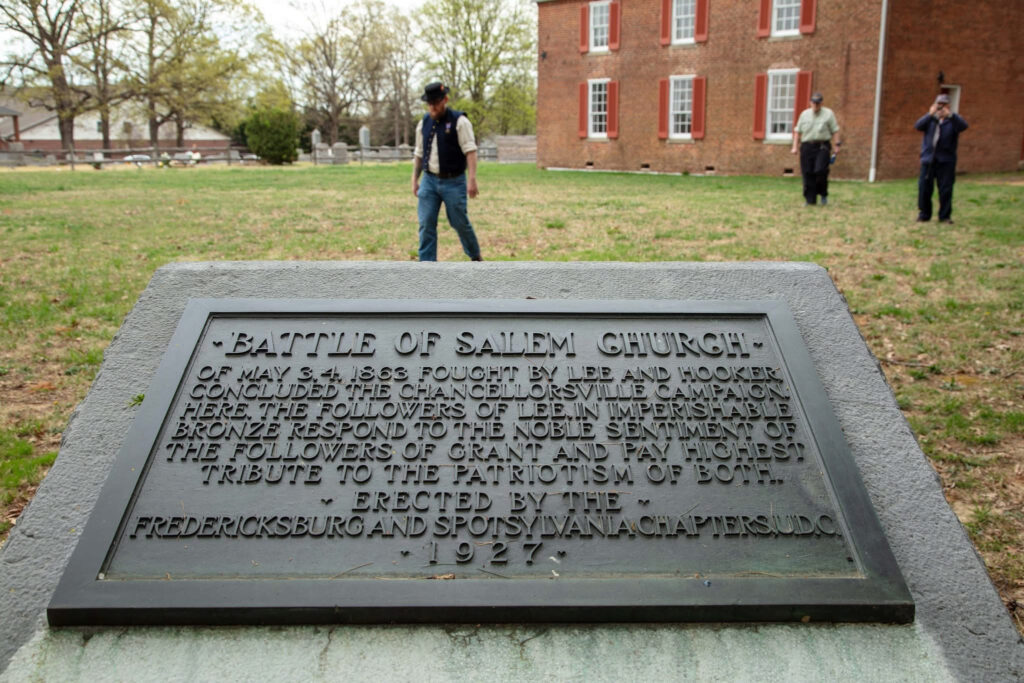 - BATTLE OF SALEM CHURCH -
OF MAY 3-4, 1863 FOUGHT BY LEE AND HOOKER,
CONCLUDED THE CHANCELLORSVILLE CAMPAIGN.
HERE, THE FOLLOWERS OF LEE, IN IMPERISHABLE
BRONZE RESPOND TO THE NOBLE SENTIMENT OF
THE FOLLOWERS OF GRANT AND PAY HIGHEST
TRIBUTE TO THE PATRIOTISM OF BOTH.
- ERECTED BY THE -
FREDERICKSBURG AND SPOTSYLVANIA CHAPTERS, U.D.C.
- 1927 -